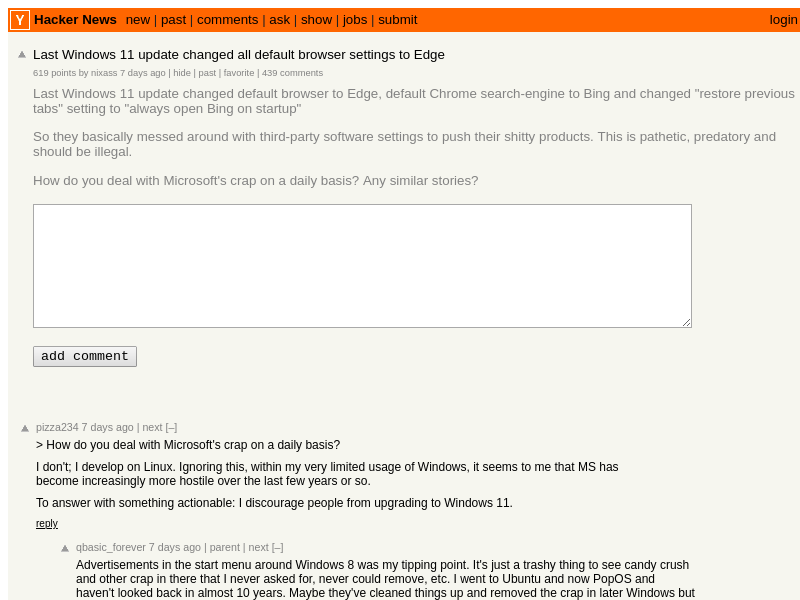 Y Hacker News new | past | comments | ask | show | jobs | submit login
Last Windows 11 update changed all default browser settings to Edge
619 points by nixass 7 days ago | hide | past | favorite | 439 comments
Last Windows 11 update changed default browser to Edge, default Chrome search-engine to Bing and changed "restore previous
tabs" setting to "always open Bing on startup"
So they basically messed around with third-party software settings to push their shitty products. This is pathetic, predatory and
should be illegal.
How do you deal with Microsoft's crap on a daily basis? Any similar stories?
add comment
pizza234 7 days ago | next [–]
> How do you deal with Microsoft's crap on a daily basis?
I don't; I develop on Linux. Ignoring this, within my very limited usage of Windows, it seems to me that MS has
become increasingly more hostile over the last few years or so.
To answer with something actionable: I discourage people from upgrading to Windows 11.
reply
qbasic_forever 7 days ago | parent | next [–]
Advertisements in the start menu around Windows 8 was my tipping point. It's just a trashy thing to see candy crush
and other crap in there that I never asked for, never could remove, etc. I went to Ubuntu and now PopOS and
haven't looked back in almost 10 years. Maybe they've cleaned things up and removed the crap in later Windows but